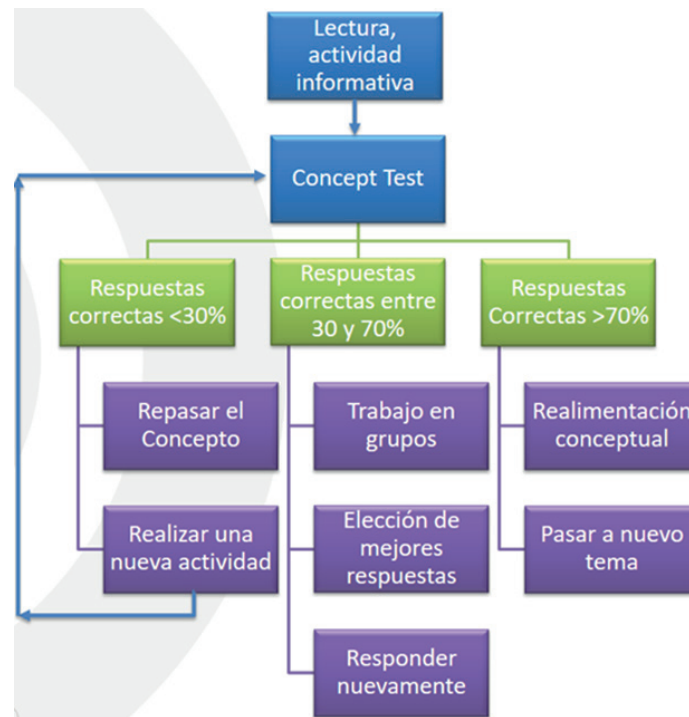 Lectura,
actividad
informativa
Concept Test
Respuestas
correctas <30%
Respuestas
correctas entre
30 y 70%
Respuestas
Correctas >70%
Repasar el
Concepto
Trabajo en
grupos
Realimentación
conceptual
Realizar una
nueva actividad
Elección de
mejores
respuestas
Pasar a nuevo
tema
Responder
nuevamente